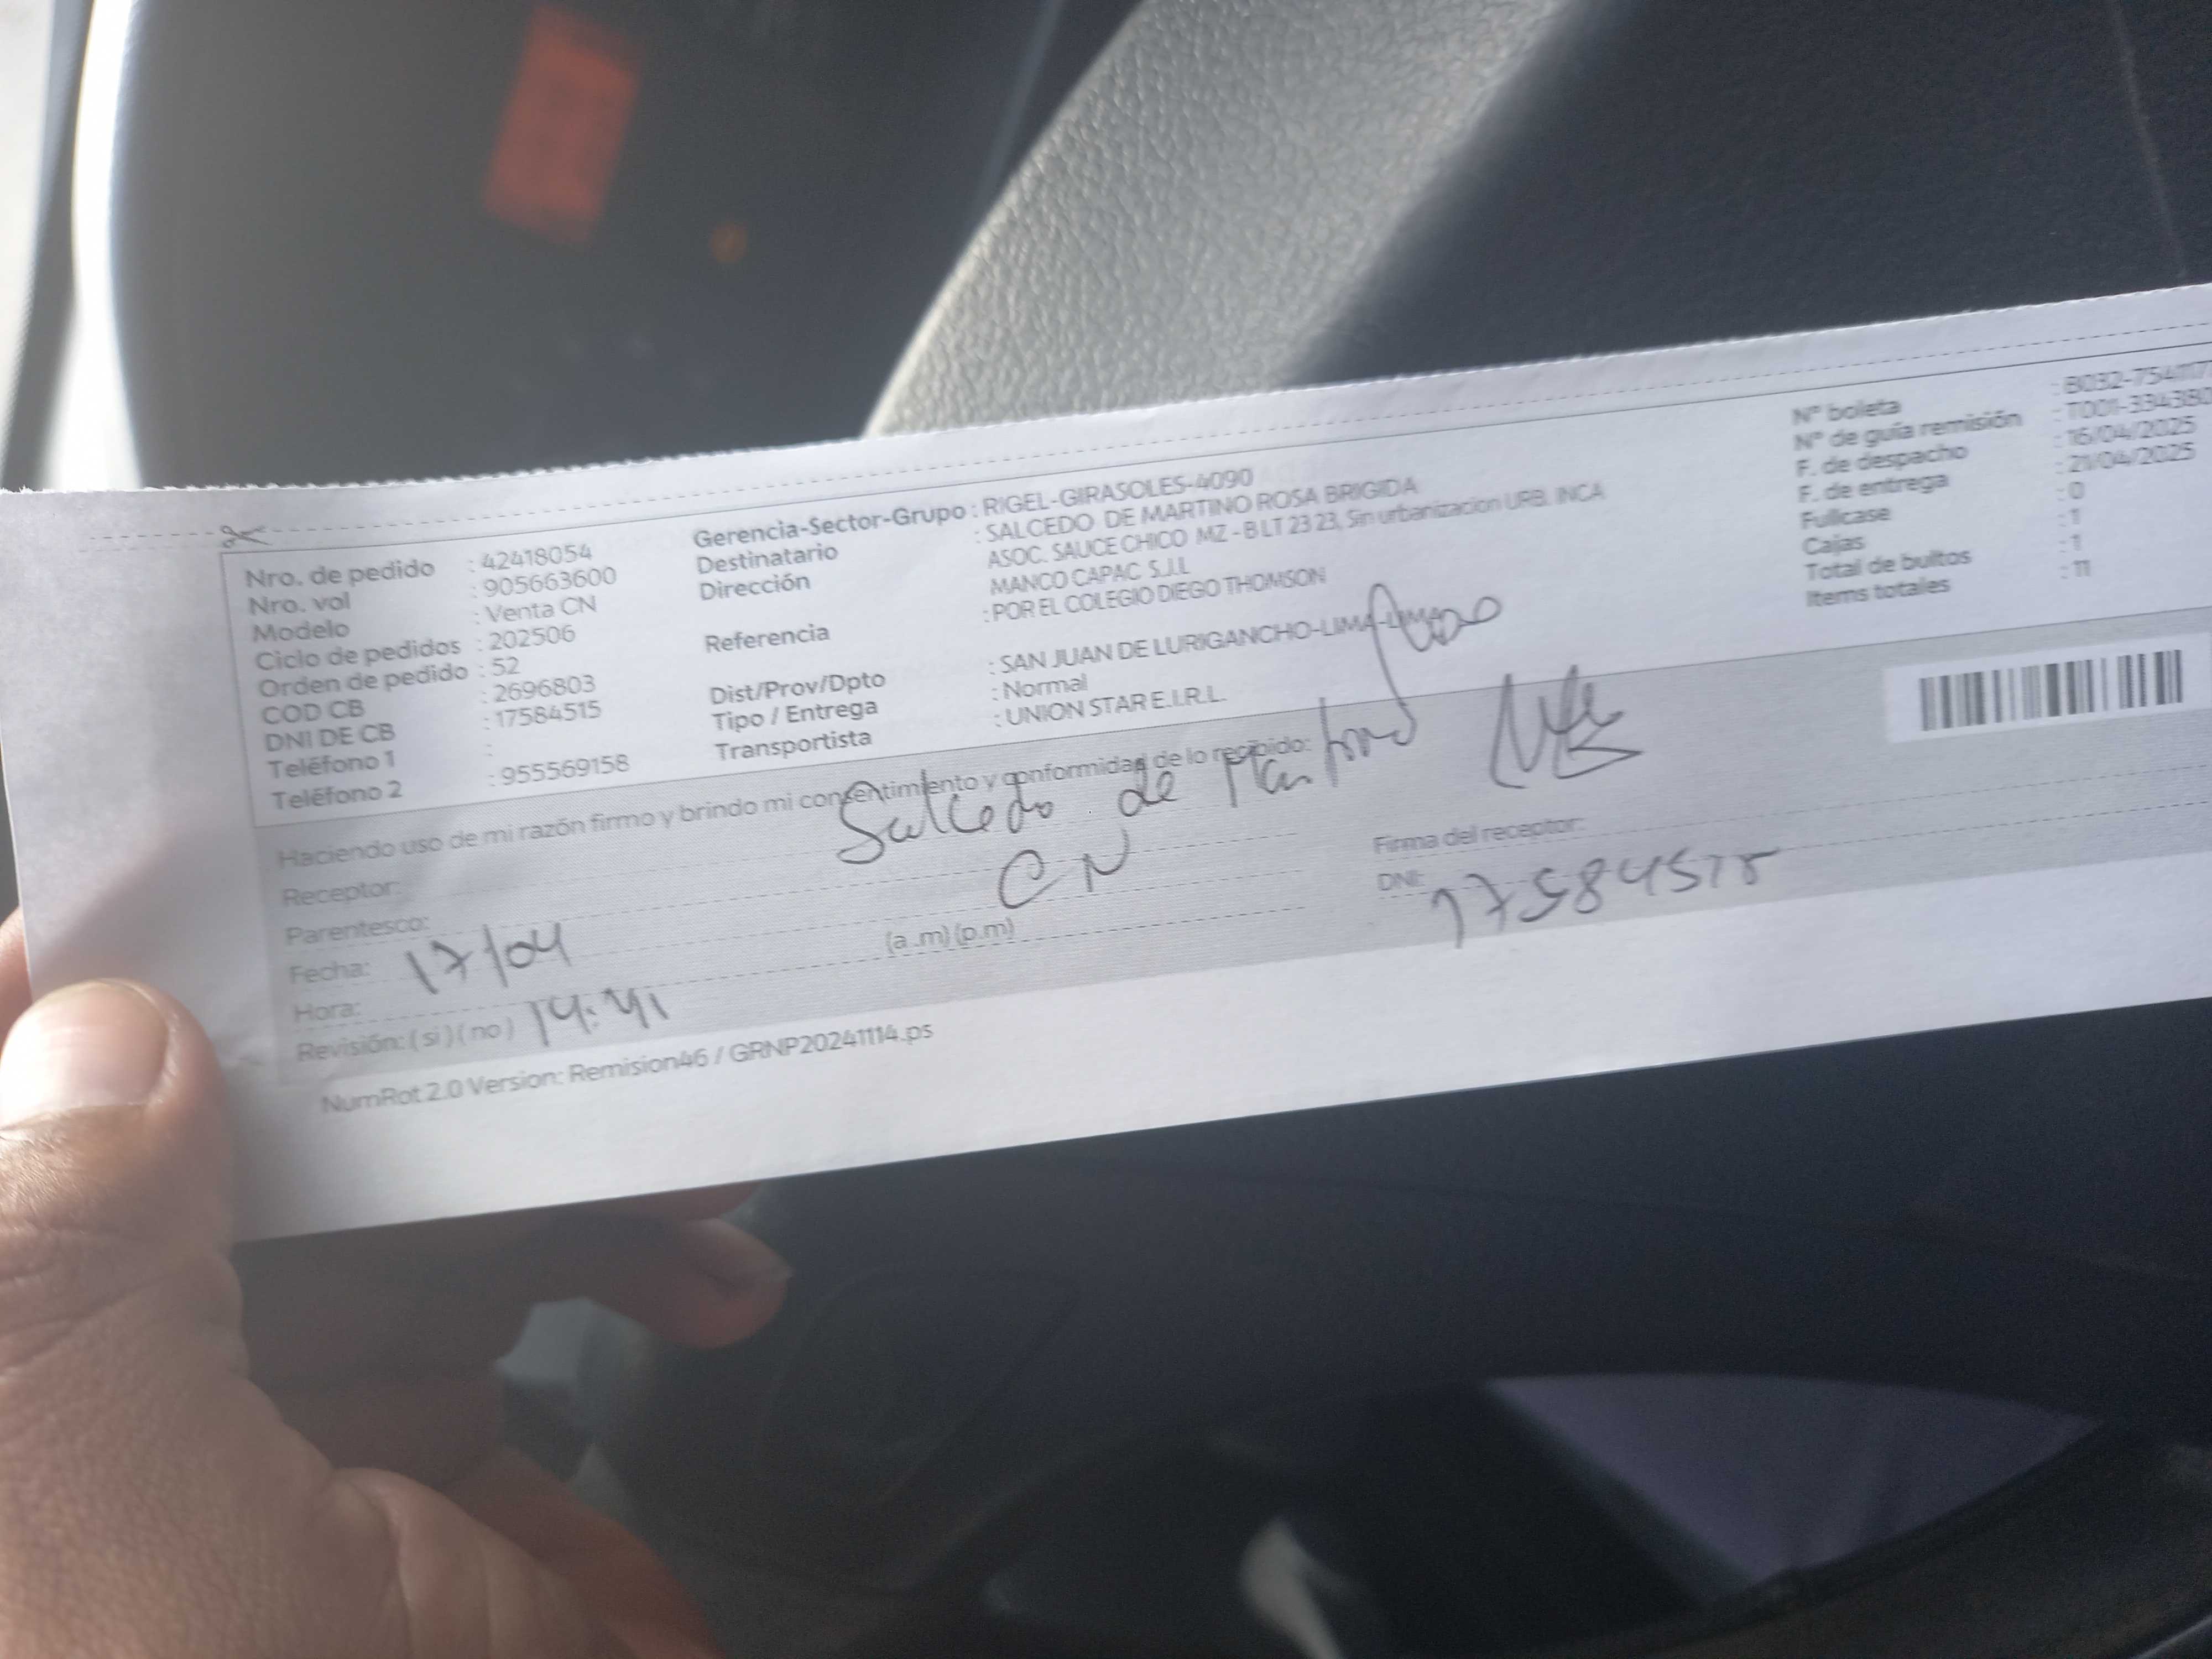 Nro. de pedido : 42418054
Nro. vol : 905663600
Modelo : Venta CN
Ciclo de pedidos : 202506
Orden de pedido : 52
COD CB : 2696803
DNI DE CB : 17584515
Teléfono 1 :
Teléfono 2 : 955569158
Gerencia-Sector-Grupo : RIGEL-GIRASOLES-4090
Destinatario : SALCEDO DE MARTINO ROSA BRIGIDA
Dirección ASOC. SAUCE CHICO MZ - B LT 23 23, Sin urbanizacion URB. INCA
MANCO CAPAC S.J.L
Referencia : POR EL COLEGIO DIEGO THOMSON
Dist/Prov/Dpto : SAN JUAN DE LURIGANCHO-LIMA-LIMA
Tipo / Entrega : Normal
Transportista : UNION STAR E.I.R.L.
N° boleta : B032-754117
N° de guía remisión : T001-334380
F. de despacho : 16/04/2025
F. de entrega : 21/04/2025
Fullcase : 0
Cajas : 1
Total de bultos : 1
Items totales : 11
Haciendo uso de mi razón firmo y brindo mi consentimiento y conformidad de lo recibido:
Receptor: Salcedo de
Parentesco: CN
Fecha: 17/04
Hora: 14:41 (a .m) (p.m)
Revisión: ( si ) ( no )
Firma del receptor:
DNI: 17584515
NumRot 2.0 Version: Remision46 / GRNP20241114.ps